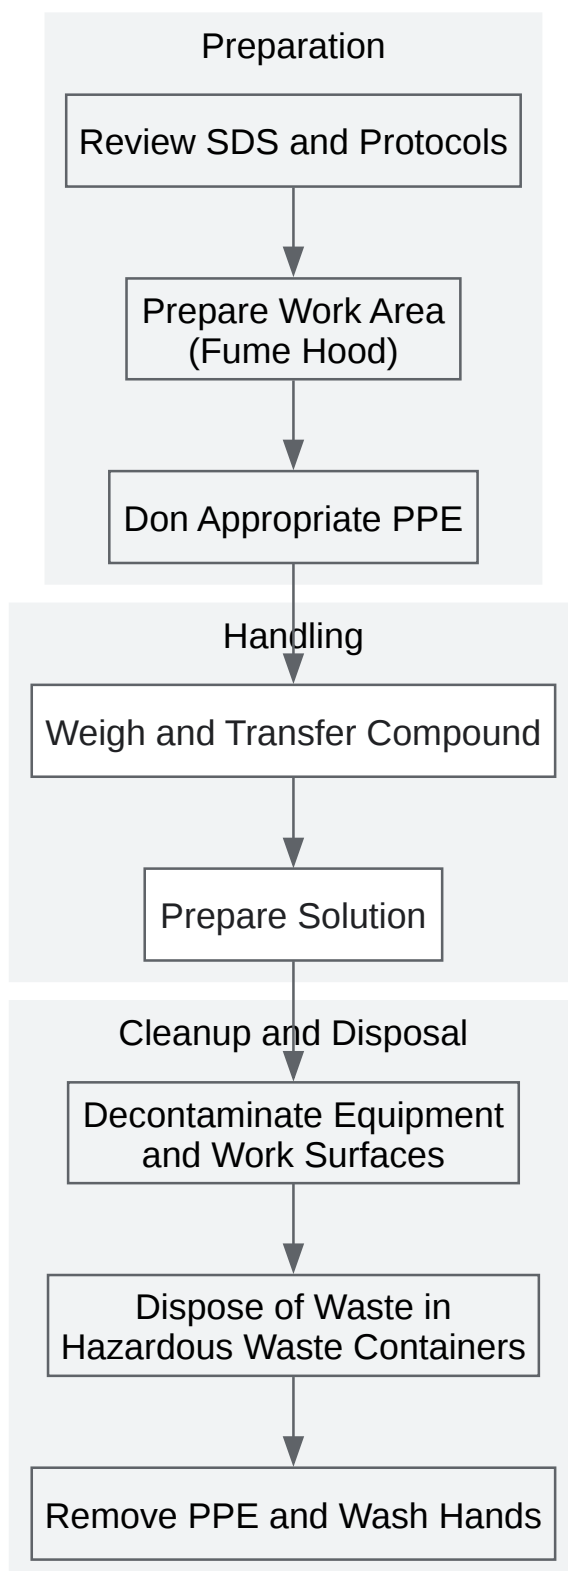 Preparation
Review SDS and Protocols
Prepare Work Area
(Fume Hood)
Don Appropriate PPE
Handling
Weigh and Transfer Compound
Prepare Solution
Cleanup and Disposal
Decontaminate Equipment
and Work Surfaces
Dispose of Waste in
Hazardous Waste Containers
Remove PPE and Wash Hands